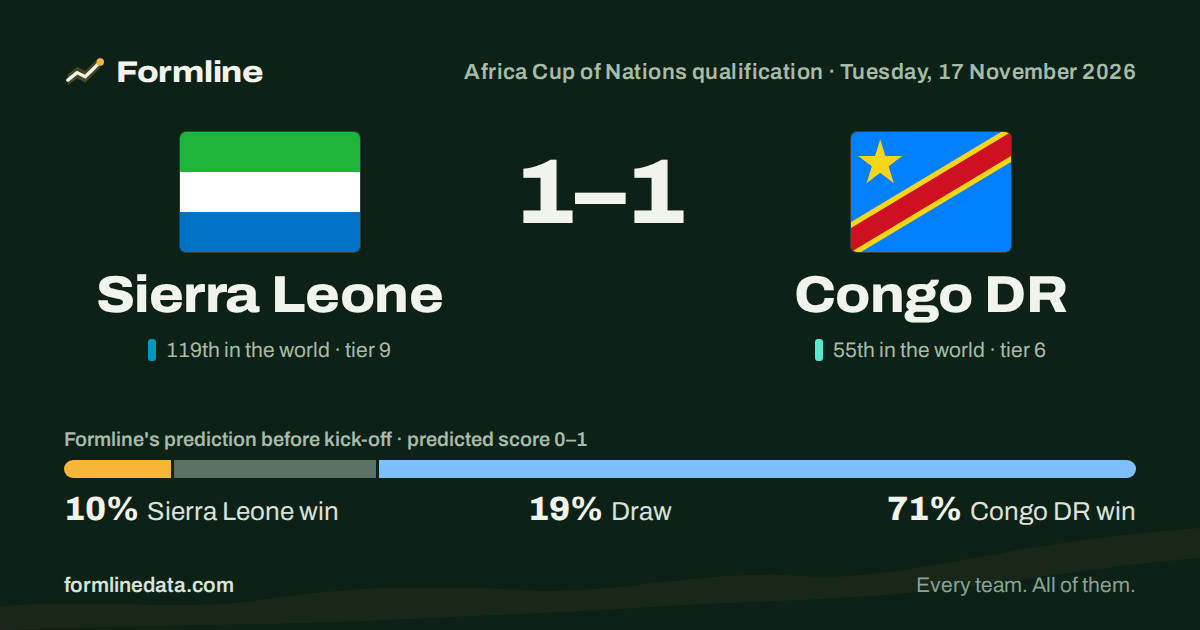 Formline
Africa Cup of Nations qualification · Tuesday, 17 November 2026
1–1
Sierra Leone
Congo DR
119th in the world · tier 9
55th in the world · tier 6
Formline's prediction before kick-off · predicted score 0–1
10% Sierra Leone win
19% Draw
71% Congo DR win
formlinedata.com
Every team. All of them.